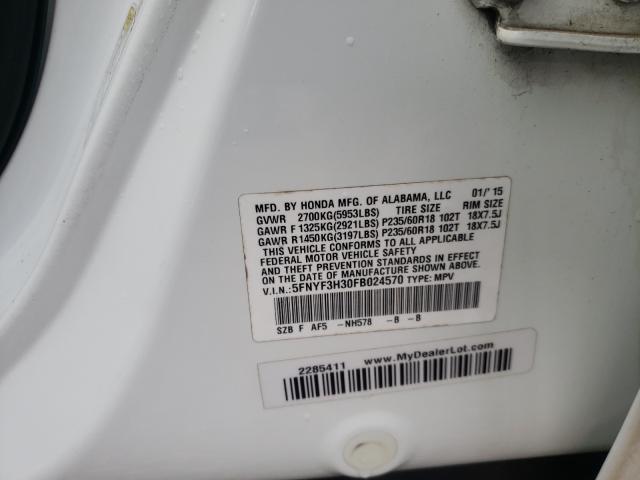 MFD. BY HONDA MFG. OF ALABAMA, LLC 01/'15
GVWR 2700KG(5953LBS) TIRE SIZE RIM SIZE
GAWR F 1325KG(2921LBS) P235/60R18 102T 18X7.5J
GAWR R1450KG(3197LBS) P235/60R18 102T 18X7.5J
THIS VEHICLE CONFORMS TO ALL APPLICABLE
FEDERAL MOTOR VEHICLE SAFETY
AND THEFT PREVENTION STANDARDS IN EFFECT
ON THE DATE OF MANUFACTURE SHOWN ABOVE.
V.I.N.:5FNYF3H30FB024570 TYPE: MPV
SZB F AF5 -NH578 -B -B
2285411 www.MyDealerLot.com